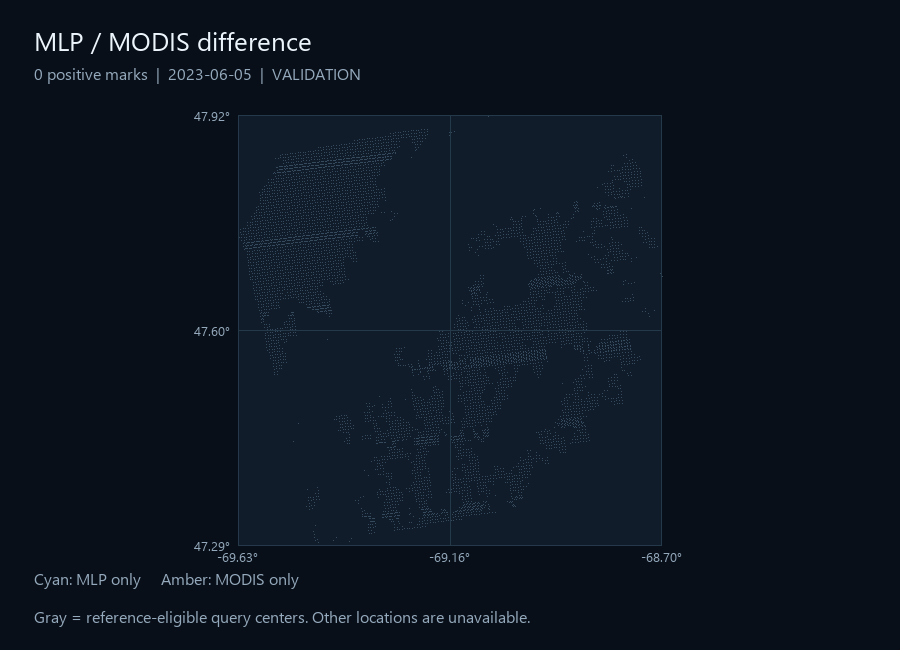 MLP / MODIS difference
0 positive marks | 2023-06-05 | VALIDATION
47.92°
47.60°
47.29°
-69.63° -69.16° -68.70°
Cyan: MLP only Amber: MODIS only
Gray = reference-eligible query centers. Other locations are unavailable.